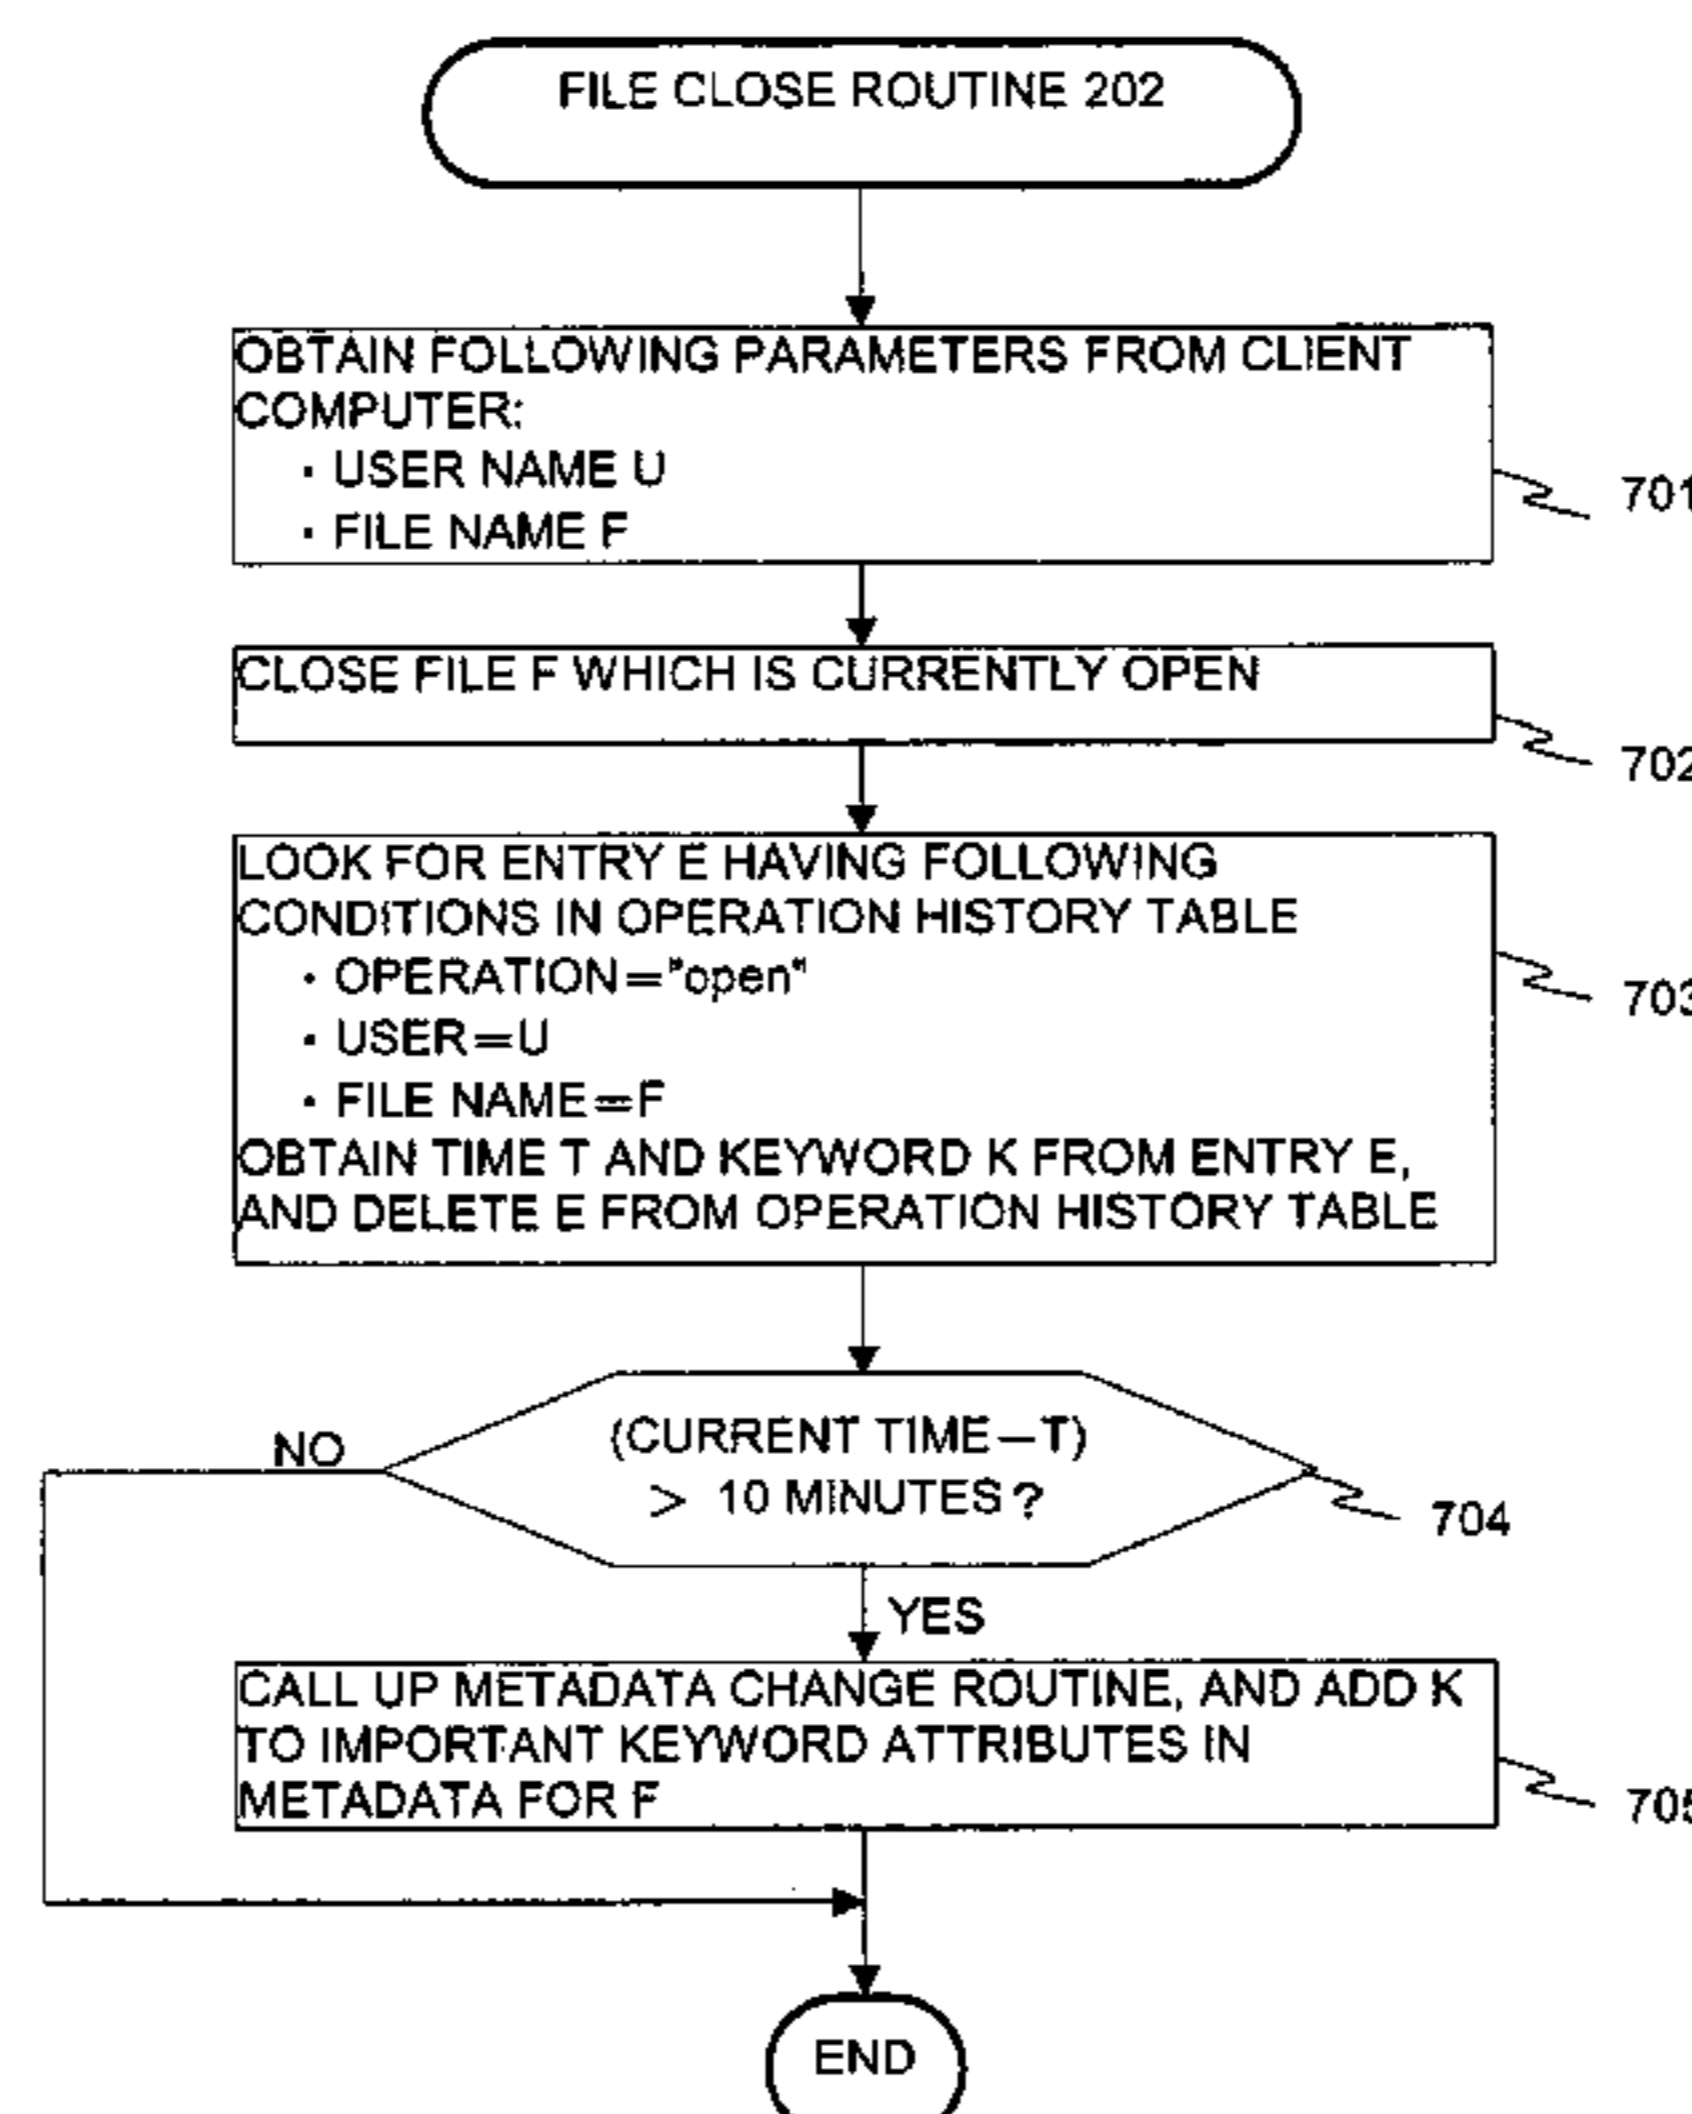 FILE CLOSE ROUTINE 202
OBTAIN FOLLOWING PARAMETERS FROM CLIENT
COMPUTER:
· USER NAME U
· FILE NAME F
701
CLOSE FILE F WHICH IS CURRENTLY OPEN
702
LOOK FOR ENTRY E HAVING FOLLOWING
CONDITIONS IN OPERATION HISTORY TABLE
· OPERATION="open"
· USER=U
· FILE NAME=F
OBTAIN TIME T AND KEYWORD K FROM ENTRY E,
AND DELETE E FROM OPERATION HISTORY TABLE
703
NO
(CURRENT TIME-T)
> 10 MINUTES?
704
YES
CALL UP METADATA CHANGE ROUTINE, AND ADD K
TO IMPORTANT KEYWORD ATTRIBUTES IN
METADATA FOR F
705
END